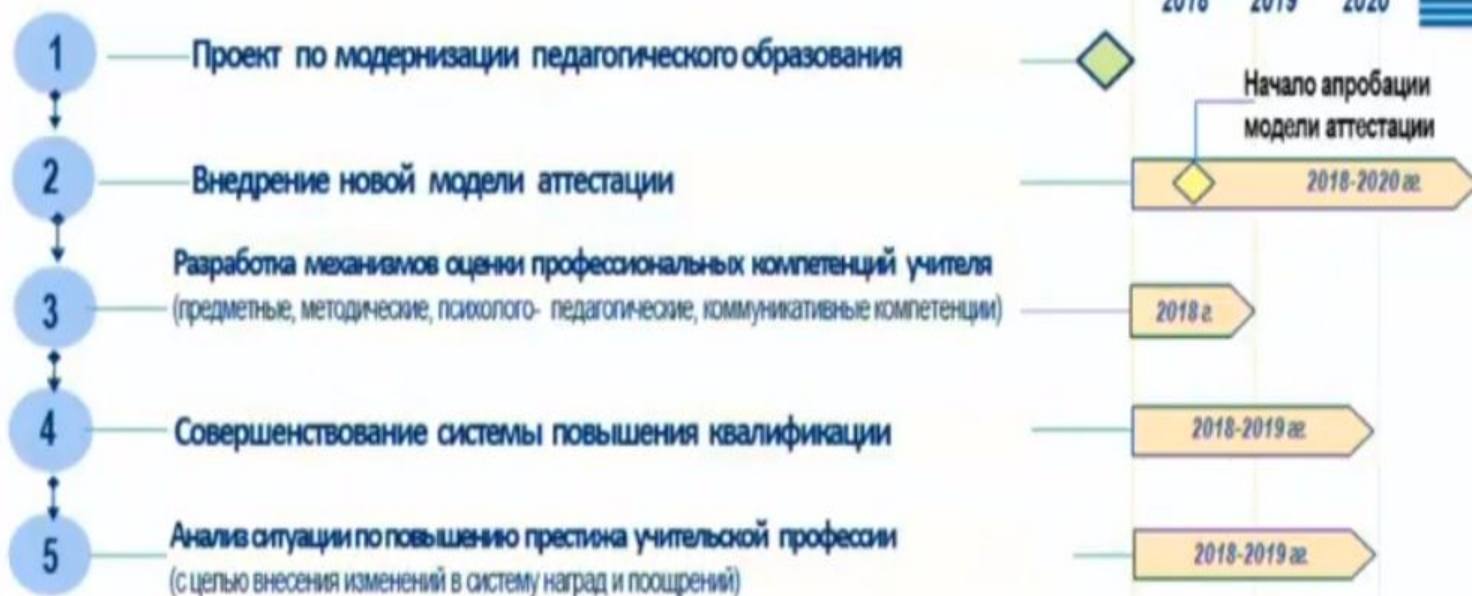 2018 2019 2020
1 Проект по модернизации педагогического образования
Начало апробации
модели аттестации
2 Внедрение новой модели аттестации 2018-2020 гг.
Разработка механизмов оценки профессиональных компетенций учителя
3 (предметные, методические, психолого- педагогические, коммуникативные компетенции) 2018 г.
4 Совершенствование системы повышения квалификации 2018-2019 гг.
Анализ ситуации по повышению престижа учительской профессии
5 2018-2019 гг.
(с целью внесения изменений в систему наград и поощрений)